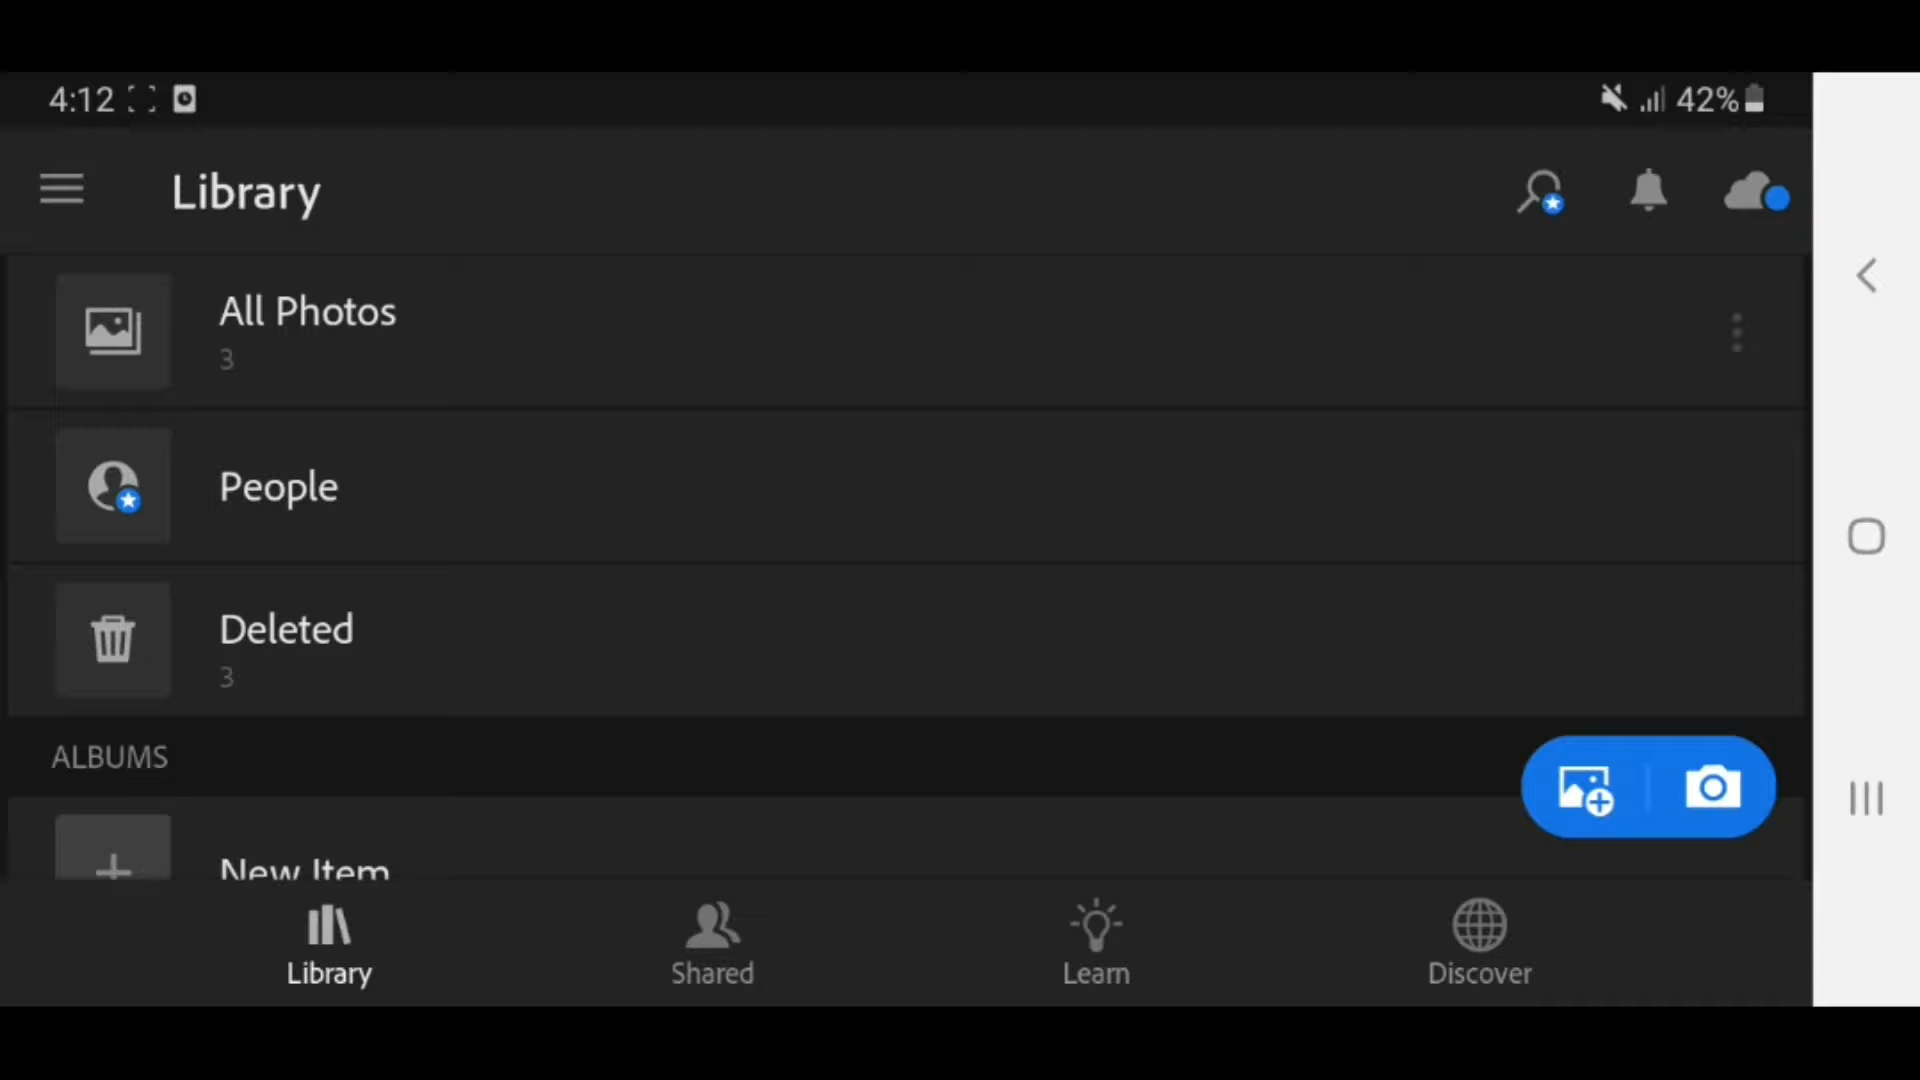 4:12 42%
Library
All Photos
3
People
Deleted
3
ALBUMS
New Item
Library Shared Learn Discover